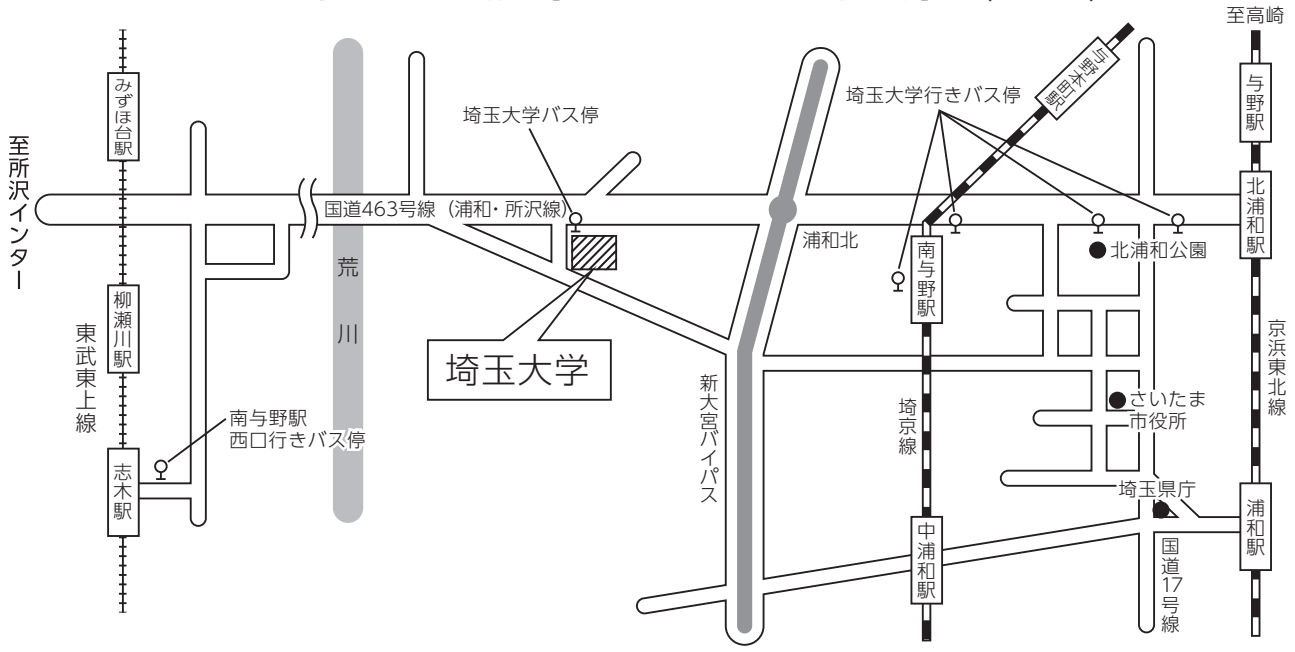 至高崎
みずほ台駅
与野本町駅
与野駅
埼玉大学バス停
埼玉大学行きバス停
至所沢インター
国道463号線（浦和・所沢線）
北浦和駅
浦和北
南与野駅
北浦和公園
荒川
柳瀬川駅
東武東上線
埼玉大学
京浜東北線
新大宮バイパス
埼京線
さいたま
市役所
南与野駅
西口行きバス停
志木駅
埼玉県庁
浦和駅
中浦和駅
国道17号線